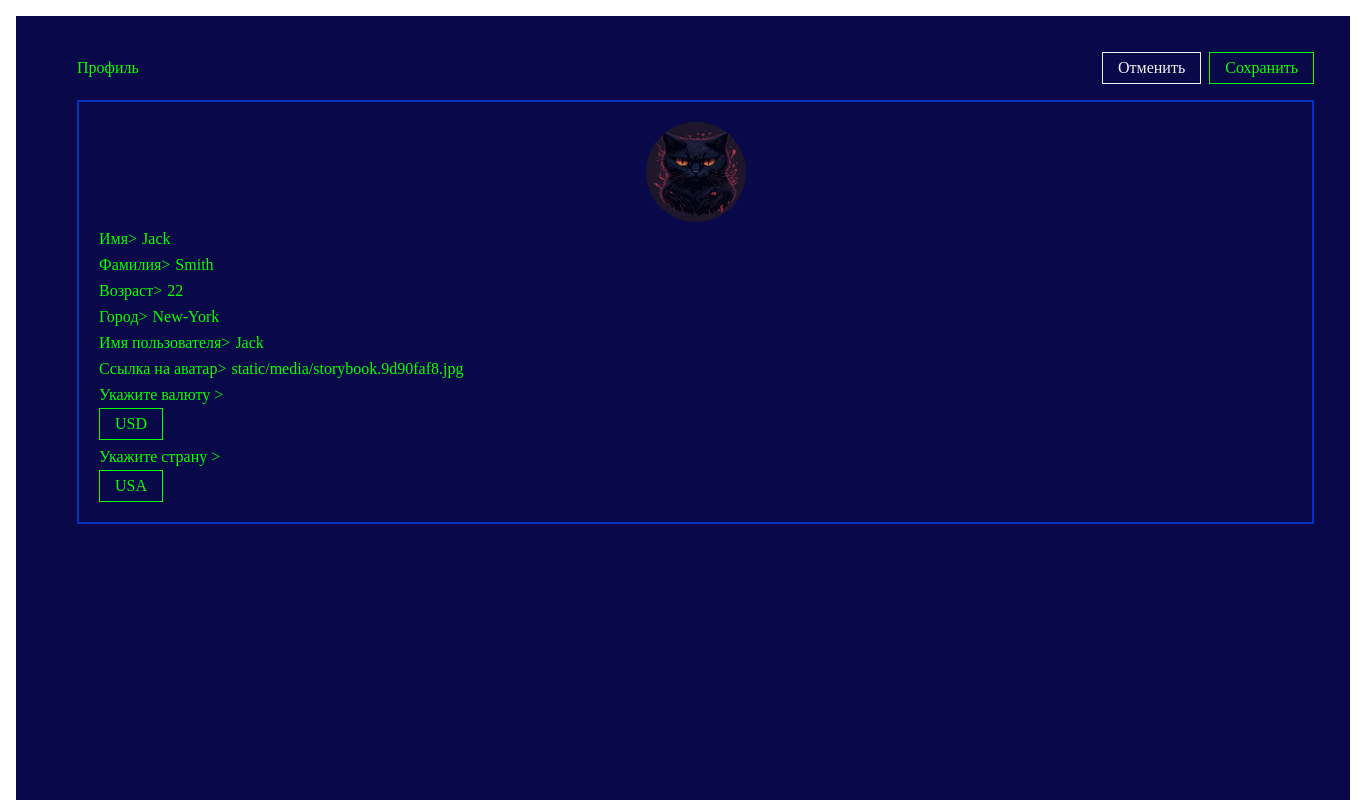 Профиль Отменить Сохранить
Имя> Jack
Фамилия> Smith
Возраст> 22
Город> New-York
Имя пользователя> Jack
Ссылка на аватар> static/media/storybook.9d90faf8.jpg
Укажите валюту >
USD
Укажите страну >
USA